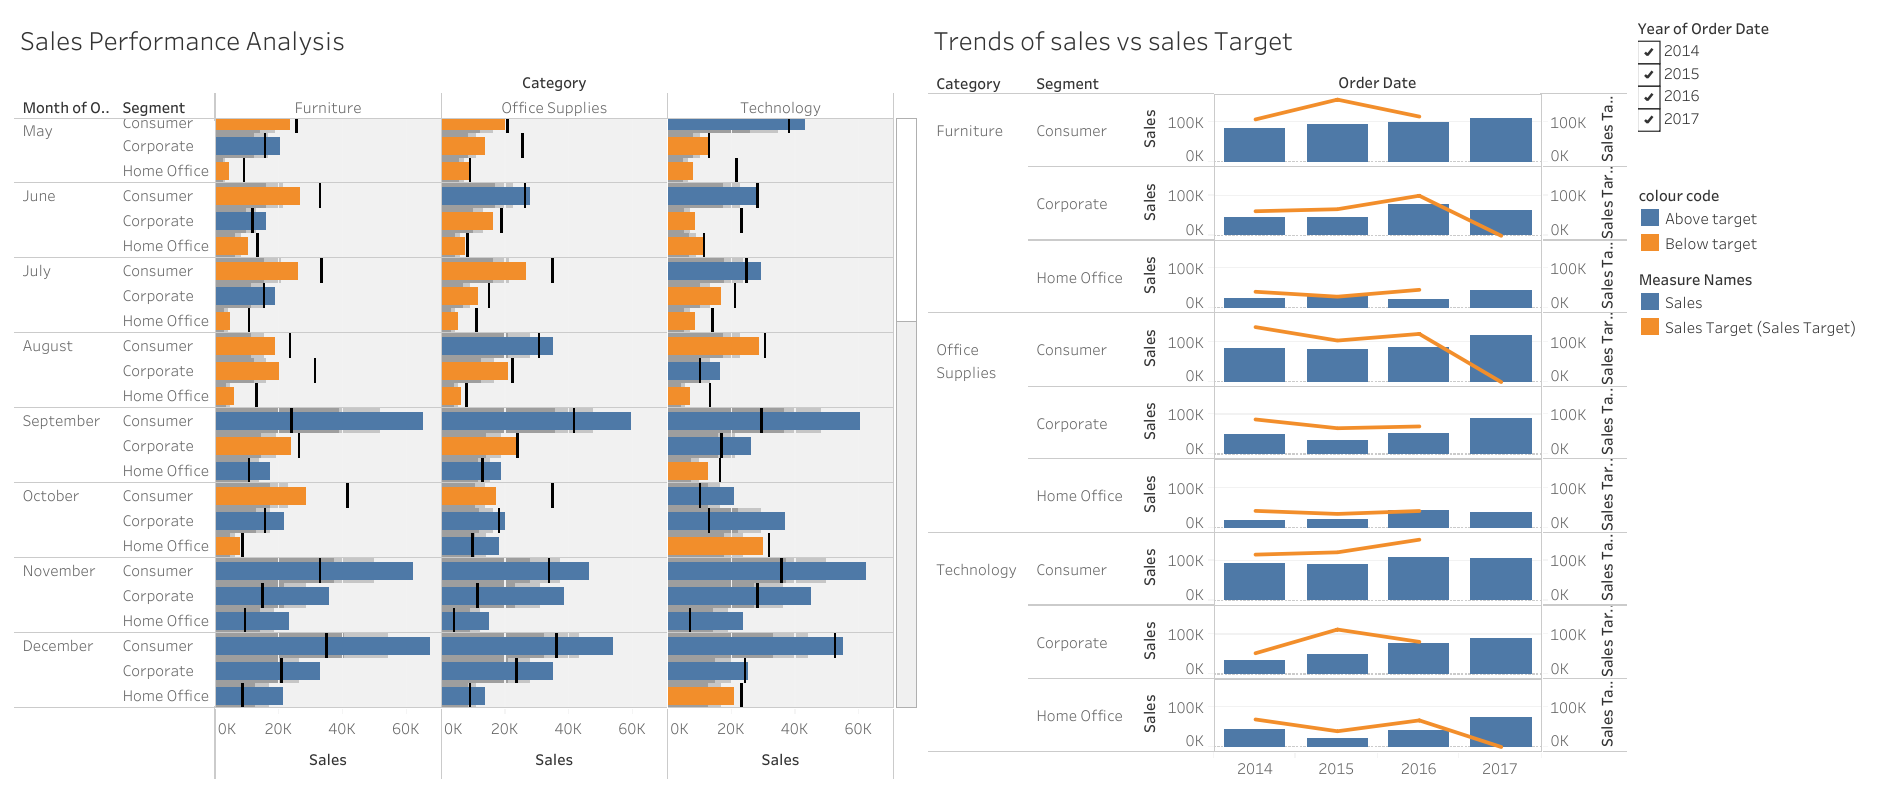 Sales Performance Analysis
Category
Month of O.. Segment Furniture Office Supplies Technology
May Consumer
Corporate
Home Office
June Consumer
Corporate
Home Office
July Consumer
Corporate
Home Office
August Consumer
Corporate
Home Office
September Consumer
Corporate
Home Office
October Consumer
Corporate
Home Office
November Consumer
Corporate
Home Office
December Consumer
Corporate
Home Office
0K 20K 40K 60K 0K 20K 40K 60K 0K 20K 40K 60K
Sales Sales Sales
Trends of sales vs sales Target
Category Segment Order Date
Furniture Consumer Sales 100K 0K 100K 0K Sales Ta..
Corporate Sales 100K 0K 100K 0K Sales Tar..
Home Office Sales 100K 0K 100K 0K Sales Ta..
Office Supplies Consumer Sales 100K 0K 100K 0K Sales Tar..
Corporate Sales 100K 0K 100K 0K Sales Ta..
Home Office Sales 100K 0K 100K 0K Sales Tar..
Technology Consumer Sales 100K 0K 100K 0K Sales Ta..
Corporate Sales 100K 0K 100K 0K Sales Tar..
Home Office Sales 100K 0K 100K 0K Sales Ta..
2014 2015 2016 2017
Year of Order Date
2014
2015
2016
2017
colour code
Above target
Below target
Measure Names
Sales
Sales Target (Sales Target)